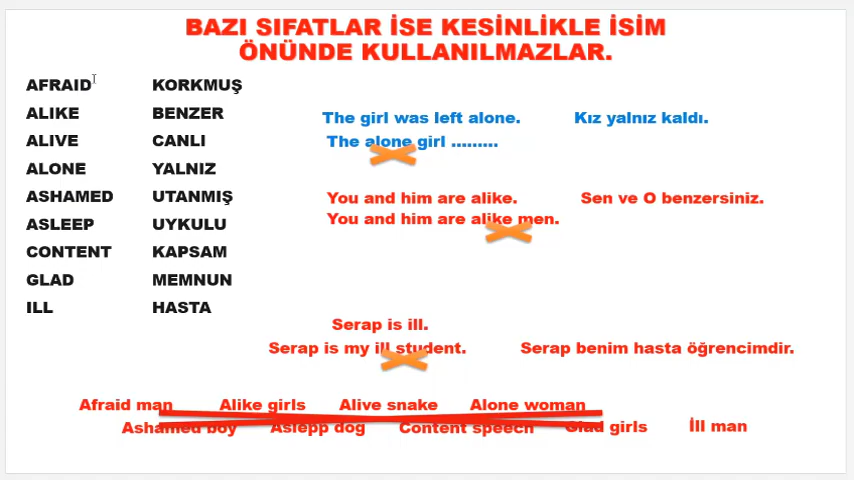 BAZI SIFATLAR İSE KESİNLİKLE İSİM
ÖNÜNDE KULLANILMAZLAR.
AFRAID KORKMUŞ
ALIKE BENZER
ALIVE CANLI
ALONE YALNIZ
ASHAMED UTANMIŞ
ASLEEP UYKULU
CONTENT KAPSAM
GLAD MEMNUN
ILL HASTA
The girl was left alone. Kız yalnız kaldı.
The alone girl .........
You and him are alike. Sen ve O benzersiniz.
You and him are alike men.
Serap is ill.
Serap is my ill student. Serap benim hasta öğrencimdir.
Afraid man Alike girls Alive snake Alone woman
Ashamed boy Aslepp dog Content speech Glad girls İll man